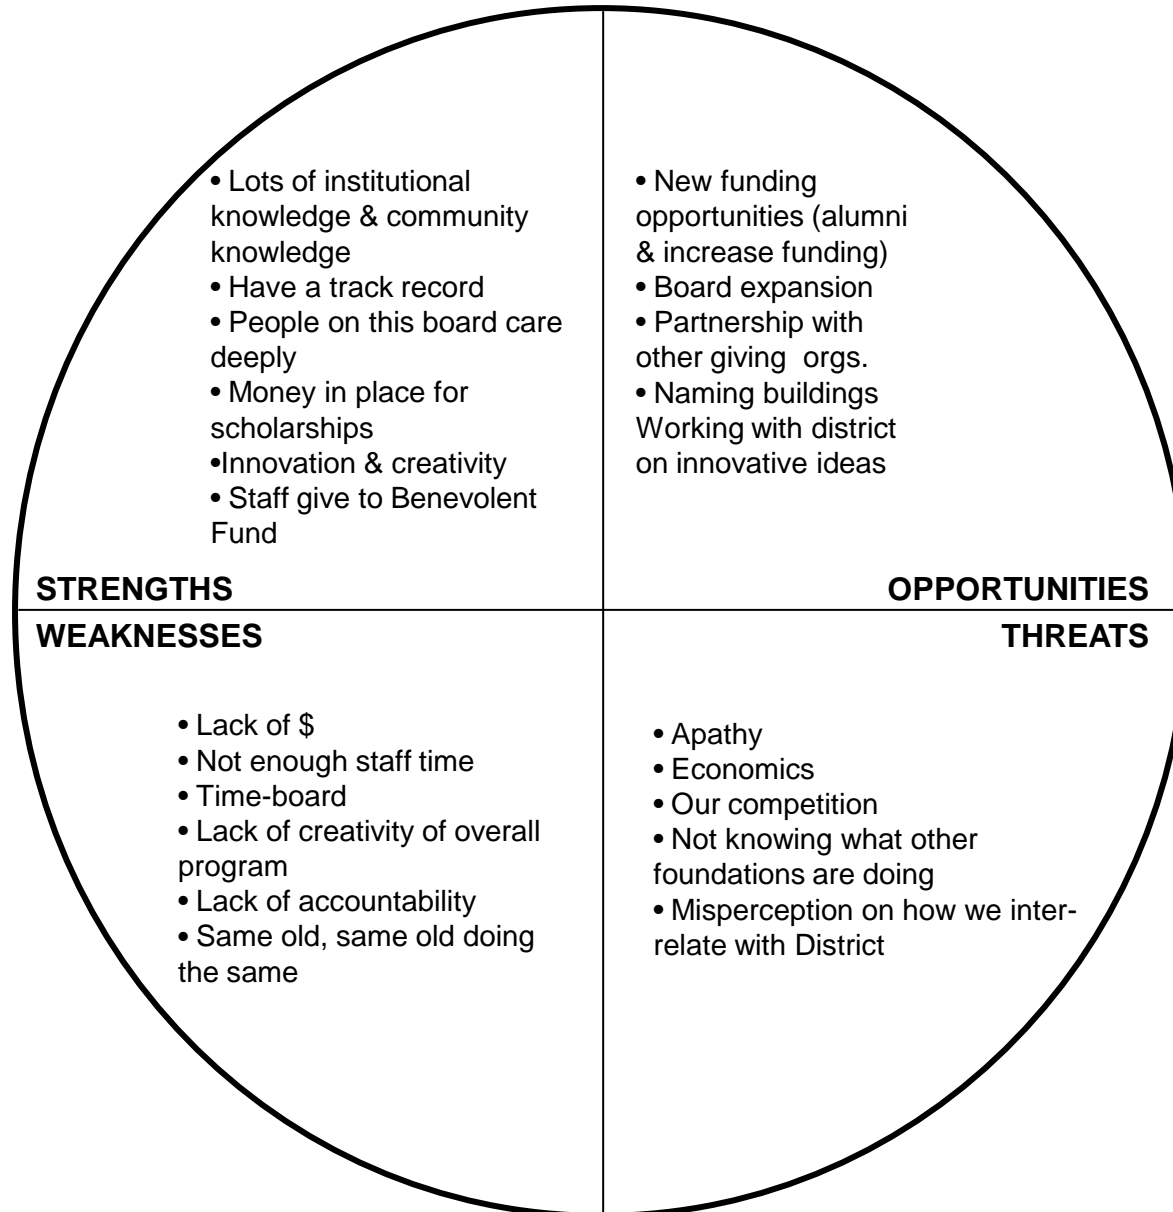 • Lots of institutional
knowledge & community
knowledge
• Have a track record
• People on this board care
deeply
• Money in place for
scholarships
•Innovation & creativity
• Staff give to Benevolent
Fund
STRENGTHS
• New funding
opportunities (alumni
& increase funding)
• Board expansion
• Partnership with
other giving  orgs.
• Naming buildings
Working with district
on innovative ideas
OPPORTUNITIES
WEAKNESSES
• Lack of $
• Not enough staff time
• Time-board
• Lack of creativity of overall
program
• Lack of accountability
• Same old, same old doing
the same
THREATS
• Apathy
• Economics
• Our competition
• Not knowing what other
foundations are doing
• Misperception on how we inter-
relate with District